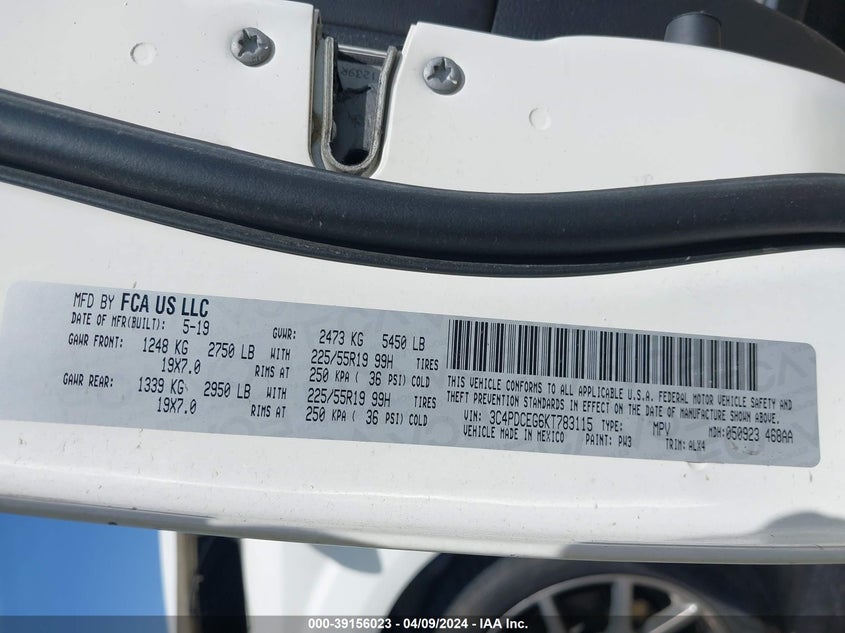 MFD BY FCA US LLC
DATE OF MFR(BUILT): 5-19 GVWR: 2473 KG 5450 LB
GAWR FRONT: 1248 KG 2750 LB WITH 225/55R19 99H TIRES
19X7.0 RIMS AT 250 KPA ( 36 PSI) COLD
GAWR REAR: 1339 KG 2950 LB WITH 225/55R19 99H TIRES
19X7.0 RIMS AT 250 KPA ( 36 PSI) COLD
THIS VEHICLE CONFORMS TO ALL APPLICABLE U.S.A. FEDERAL MOTOR VEHICLE SAFETY AND
THEFT PREVENTION STANDARDS IN EFFECT ON THE DATE OF MANUFACTURE SHOWN ABOVE.
VIN: 3C4PDCEG6KT783115 TYPE: MPV MDH: 050923 468AA
VEHICLE MADE IN MEXICO PAINT: PW3 TRIM: ALX4
000-39156023 - 04/09/2024 - IAAI.COM